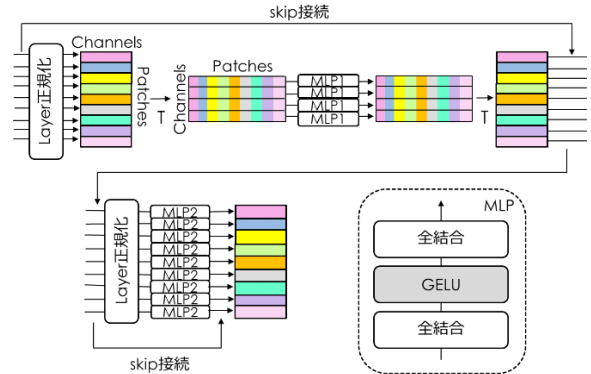 skip接続
Channels
Layer正規化
Patches
T
Channels
Patches
MLP1
MLP1
MLP1
MLP1
T
Layer正規化
MLP2
MLP2
MLP2
MLP2
MLP2
MLP2
MLP2
MLP2
MLP2
skip接続
MLP
全結合
GELU
全結合